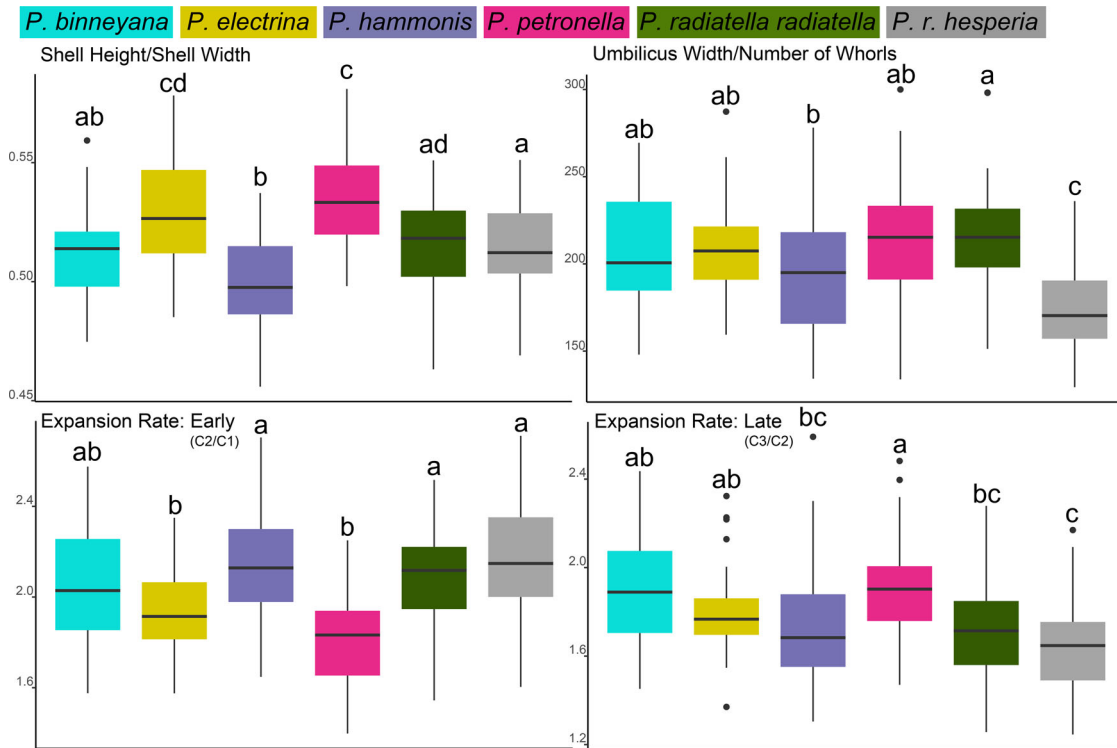 P. binneyana P. electrina P. hammonis P. petronella P. radiatella radiatella P. r. hesperia
Shell Height/Shell Width
ab cd b c ad a
0.55
0.50
0.45
Umbilicus Width/Number of Whorls
ab ab b ab a c
300
250
200
150
Expansion Rate: Early
(C2/C1)
ab b a b a a
2.4
2.0
1.6
Expansion Rate: Late
(C3/C2)
ab ab bc a bc c
2.4
2.0
1.6
1.2